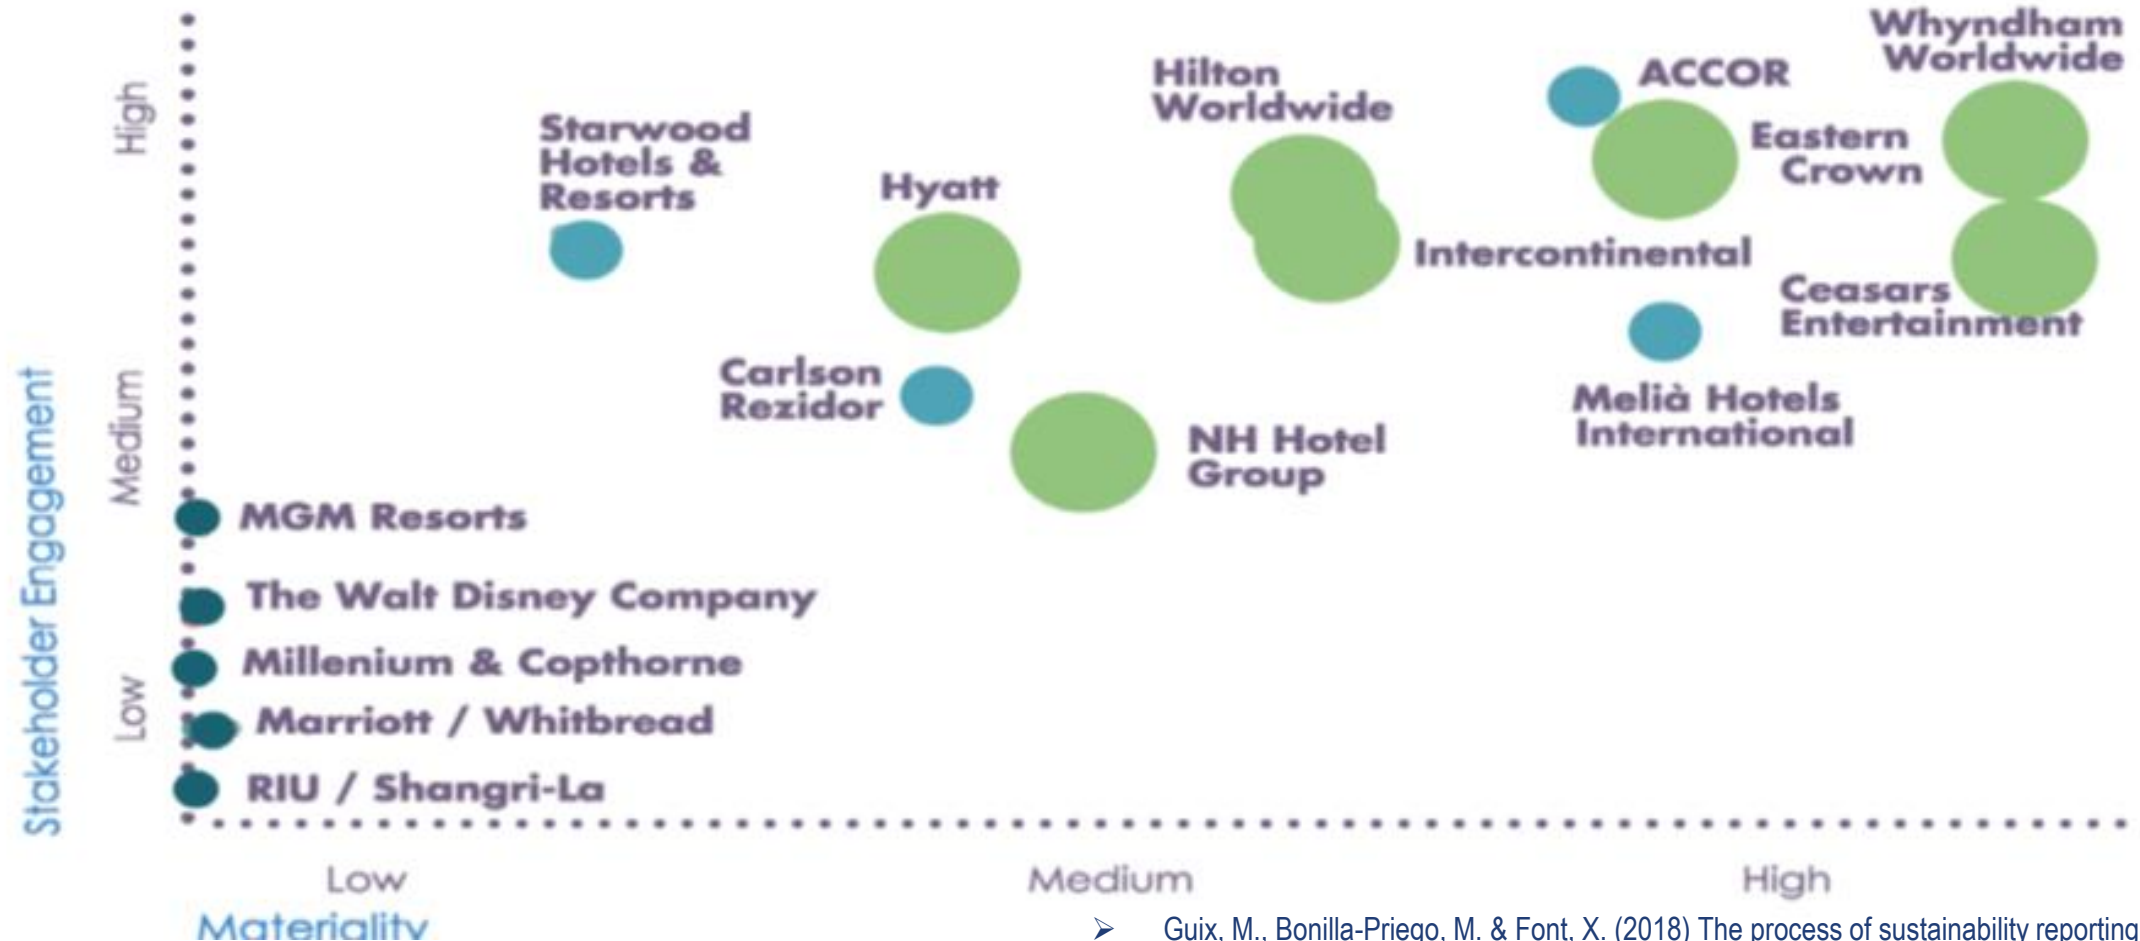 Whyndham
Worldwide
Hilton
Worldwide
ACCOR
High
Starwood
Hotels &
Resorts
Eastern
Crown
Hyatt
Intercontinental
Ceasars
Entertainment
Carlson
Rezidor
Melià Hotels
International
Stakeholder Engagement
Medium
NH Hotel
Group
MGM Resorts
The Walt Disney Company
Millenium & Copthorne
Low
Marriott / Whitbread
RIU / Shangri-La
Low
Medium
High
Materiality
➢ Guix, M., Bonilla-Priego, M. & Font, X. (2018) The process of sustainability reporting